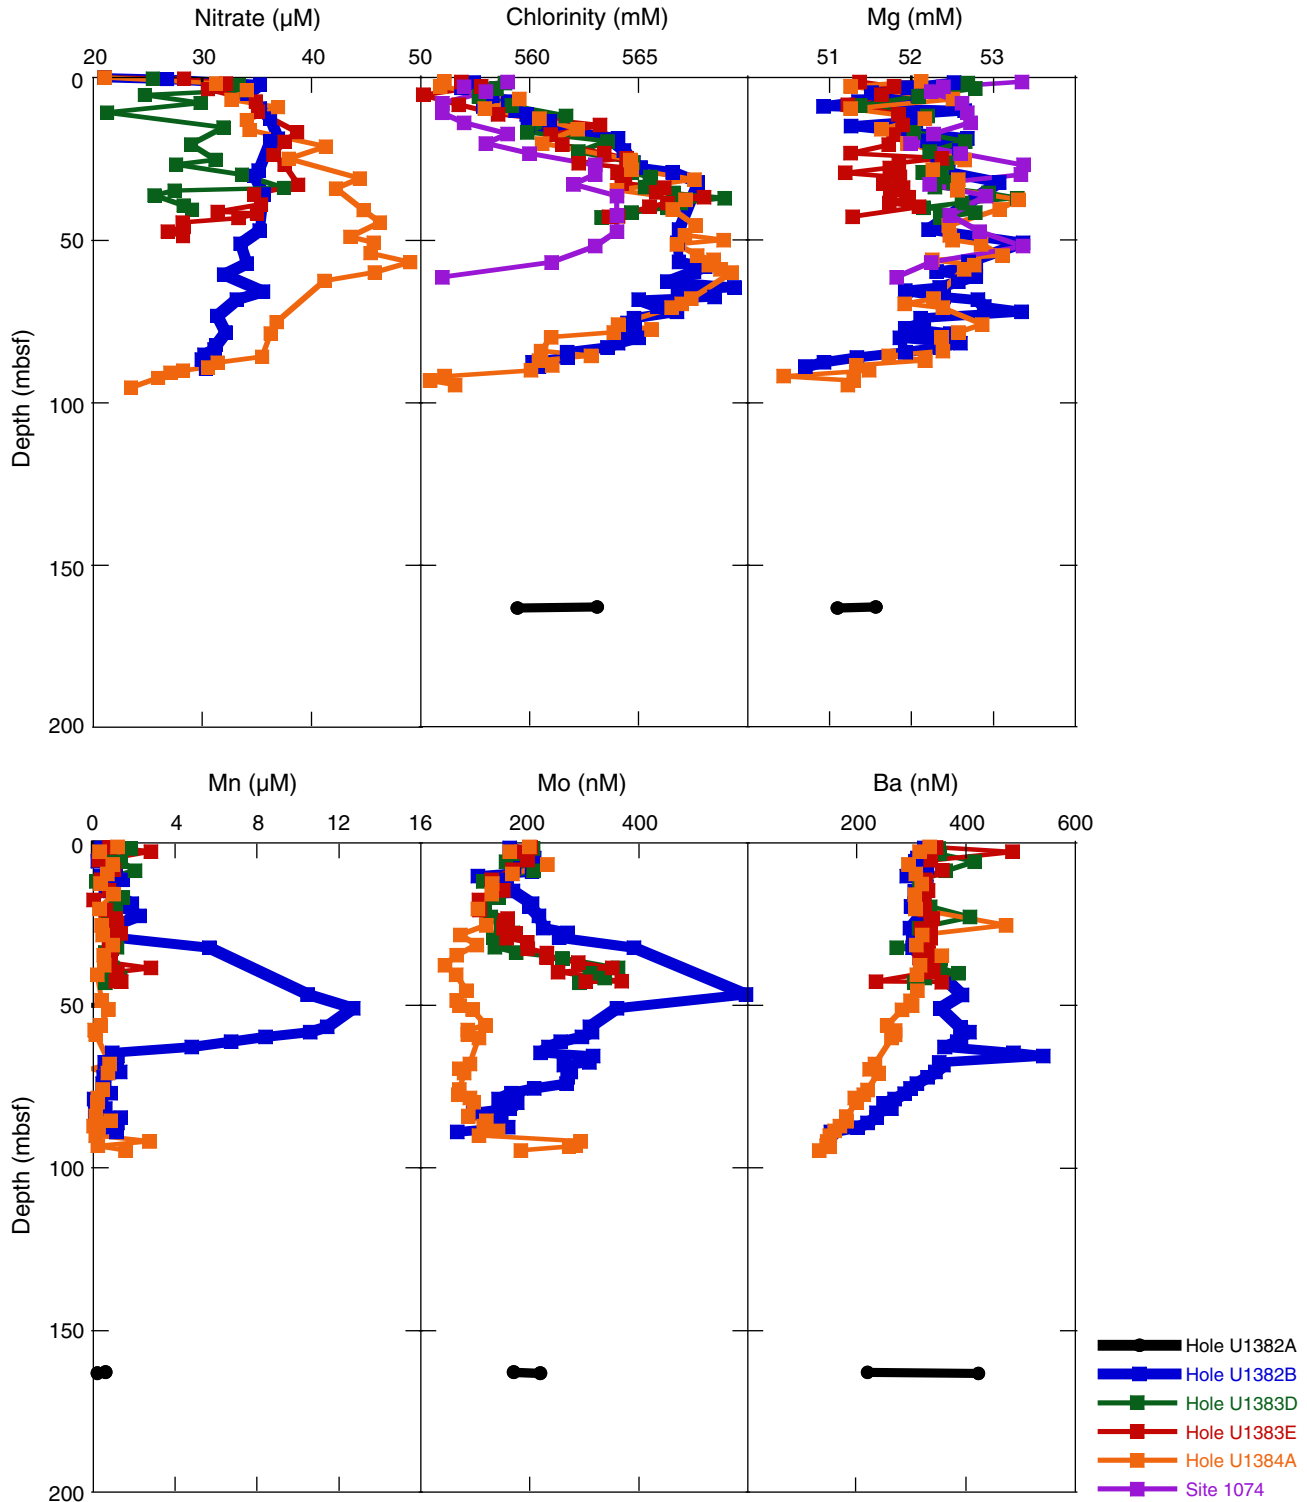 Nitrate (µM) Chlorinity (mM) Mg (mM)
20 30 40 50 560 565 51 52 53
0
50
100
150
200
Depth (mbsf)
Mn (µM) Mo (nM) Ba (nM)
0 4 8 12 16 200 400 200 400 600
0
50
100
150
200
Depth (mbsf)
Hole U1382A
Hole U1382B
Hole U1383D
Hole U1383E
Hole U1384A
Site 1074